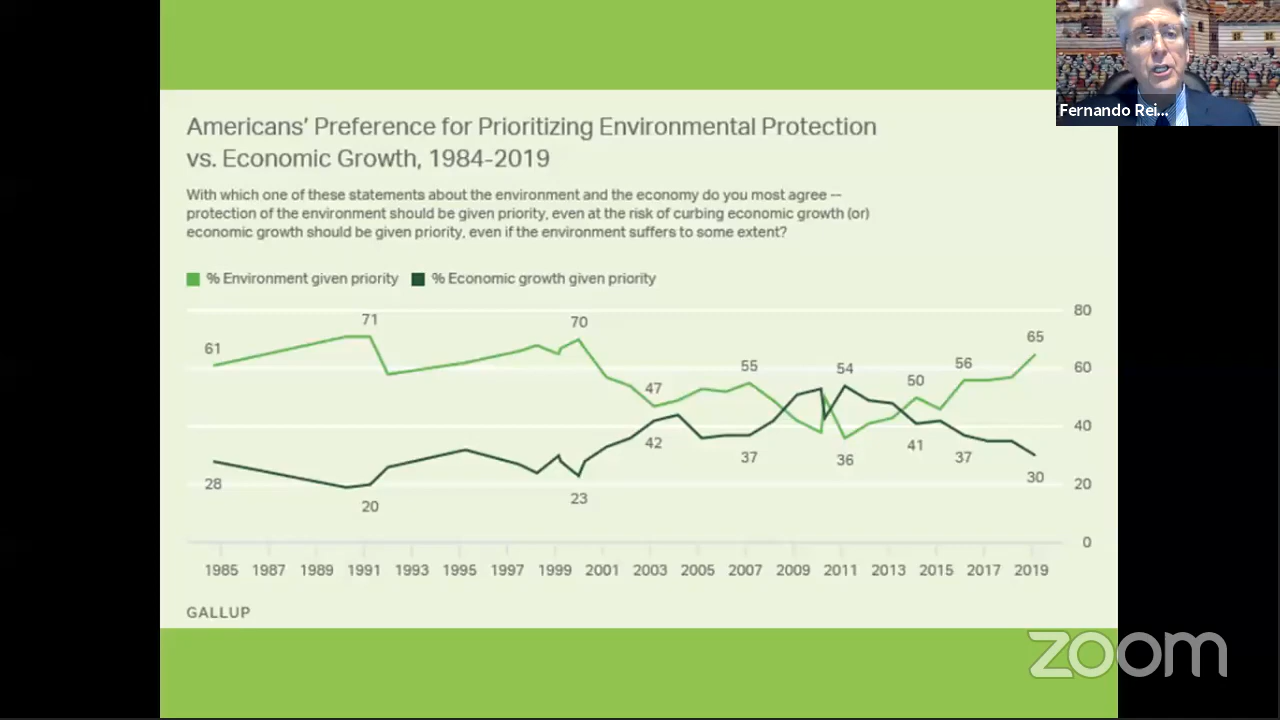 Fernando Rei...
Americans' Preference for Prioritizing Environmental Protection
vs. Economic Growth, 1984-2019
With which one of these statements about the environment and the economy do you most agree --
protection of the environment should be given priority, even at the risk of curbing economic growth (or)
economic growth should be given priority, even if the environment suffers to some extent?
% Environment given priority % Economic growth given priority
80
71
70
65
61
55
54
56
60
47
50
40
42
41
37
36
37
30
28
20
20
23
0
1985 1987 1989 1991 1993 1995 1997 1999 2001 2003 2005 2007 2009 2011 2013 2015 2017 2019
GALLUP
zoom